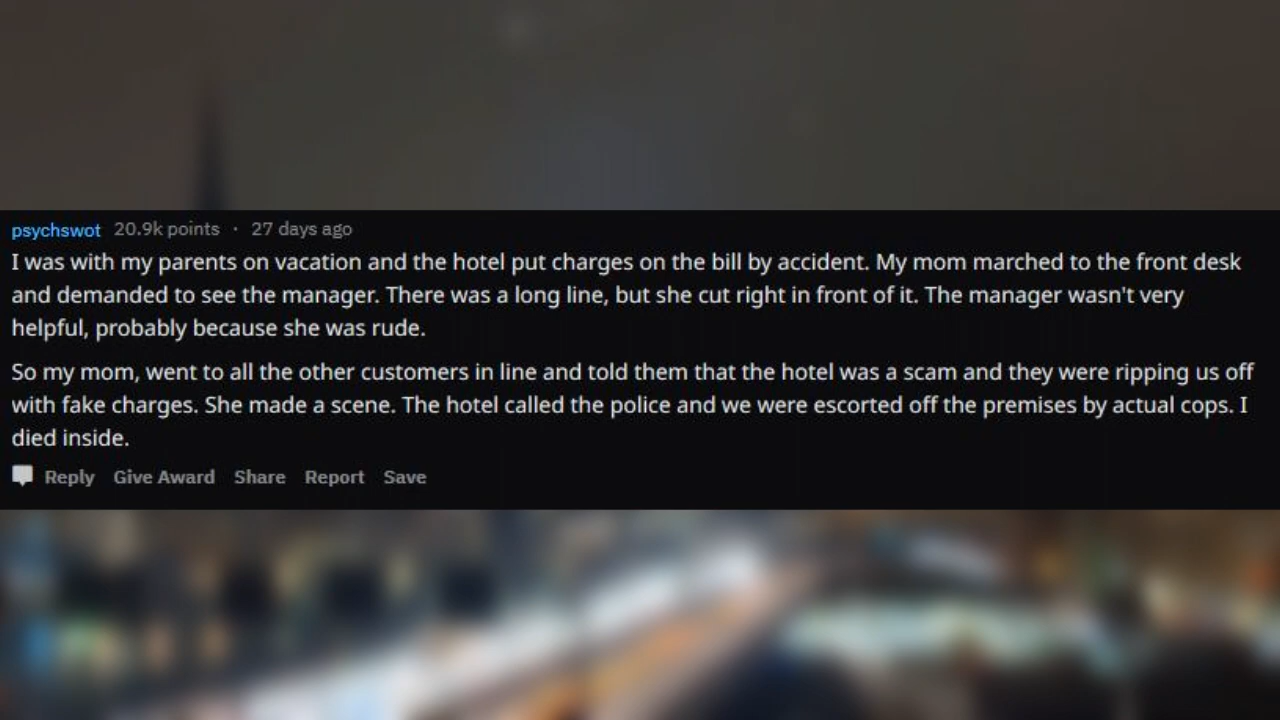 psychswot 20.9k points · 27 days ago
I was with my parents on vacation and the hotel put charges on the bill by accident. My mom marched to the front desk
and demanded to see the manager. There was a long line, but she cut right in front of it. The manager wasn't very
helpful, probably because she was rude.
So my mom, went to all the other customers in line and told them that the hotel was a scam and they were ripping us off
with fake charges. She made a scene. The hotel called the police and we were escorted off the premises by actual cops. I
died inside.
Reply Give Award Share Report Save